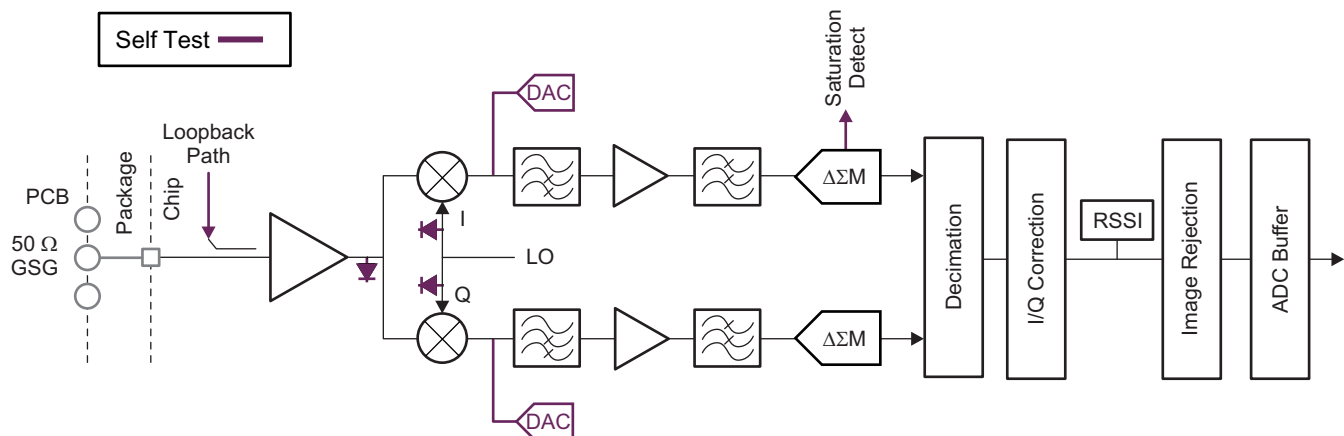 Self Test
DAC
Saturation
Detect
Loopback
Path
PCB
Package
Chip
50 Ω
GSG
I
LO
Q
ΔΣM
ΔΣM
DAC
Decimation
I/Q Correction
RSSI
Image Rejection
ADC Buffer